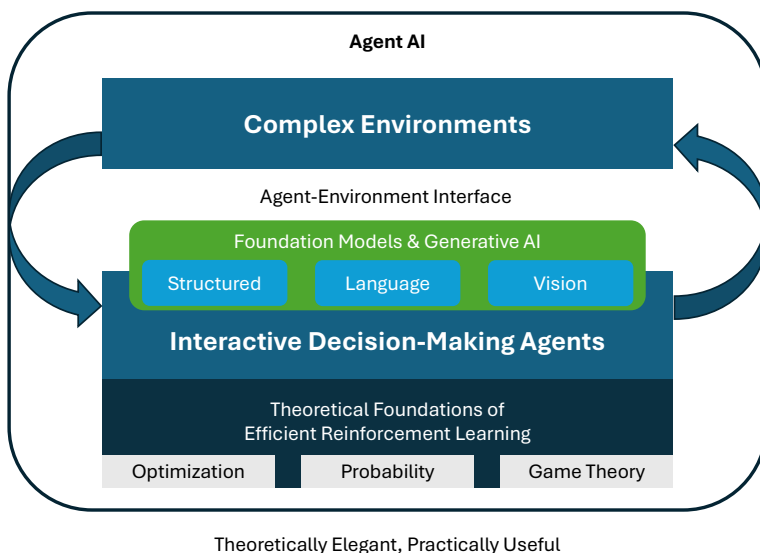 Agent AI
Complex Environments
Agent-Environment Interface
Foundation Models & Generative AI
Structured
Language
Vision
Interactive Decision-Making Agents
Theoretical Foundations of
Efficient Reinforcement Learning
Optimization
Probability
Game Theory
Theoretically Elegant, Practically Useful